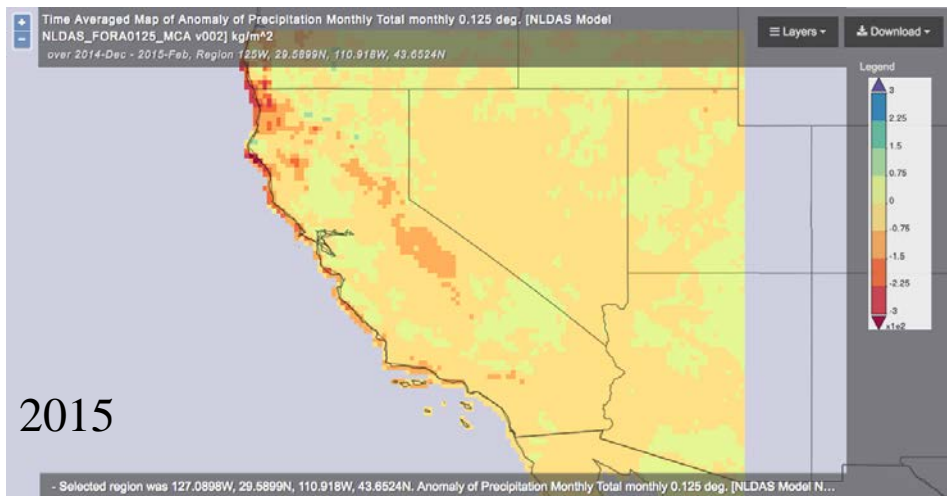 +
−
Time Averaged Map of Anomaly of Precipitation Monthly Total monthly 0.125 deg. [NLDAS Model
NLDAS_FORA0125_MCA v002] kg/m^2
over 2014-Dec - 2015-Feb, Region 125W, 29.5899N, 110.918W, 43.6524N
Layers
Download
Legend
3
2.25
1.5
0.75
0
-0.75
-1.5
-2.25
-3
x1e2
2015
- Selected region was 127.0898W, 29.5899N, 110.918W, 43.6524N. Anomaly of Precipitation Monthly Total monthly 0.125 deg. [NLDAS Model N...